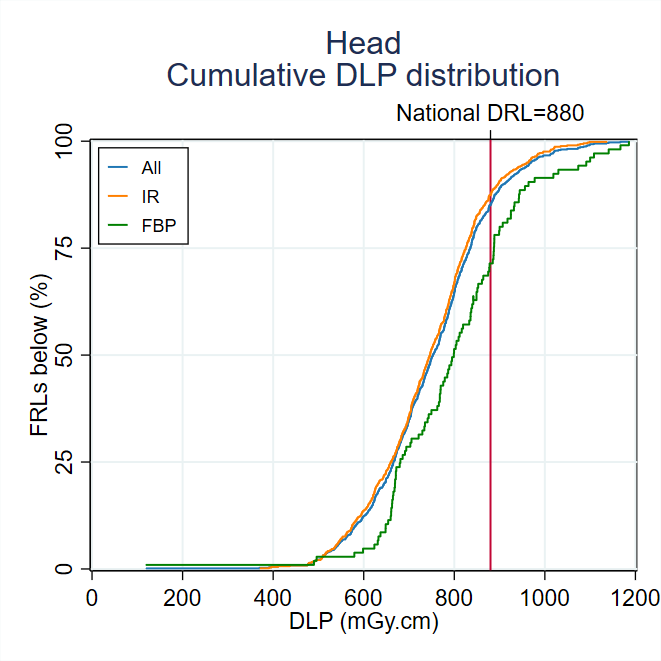 Head
Cumulative DLP distribution
National DRL=880
All
IR
FBP
FRLs below (%)
100
75
50
25
0
0 200 400 600 800 1000 1200
DLP (mGy.cm)